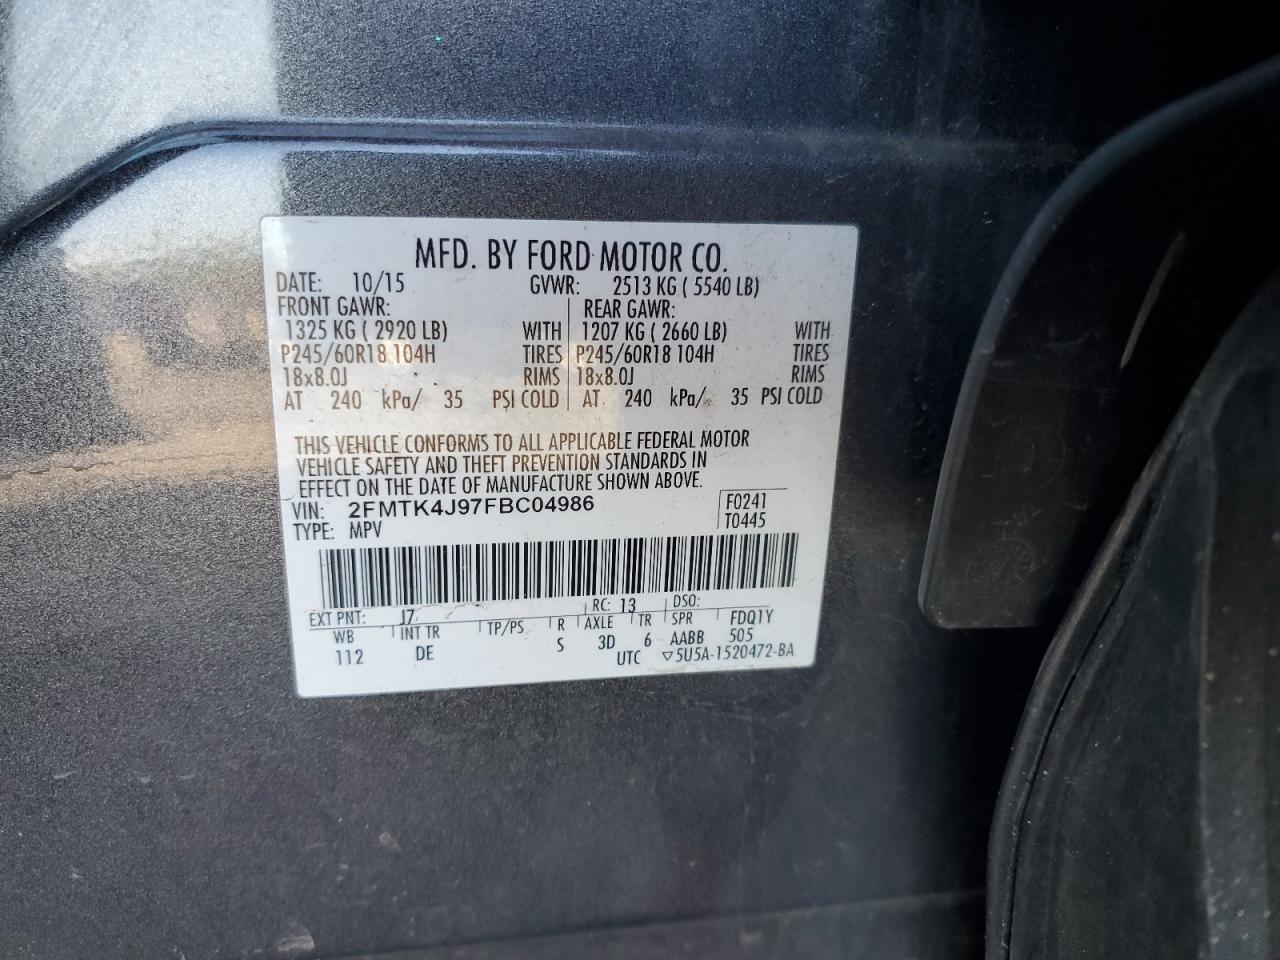 MFD. BY FORD MOTOR CO.
DATE: 10/15 GVWR: 2513 KG ( 5540 LB)
FRONT GAWR: REAR GAWR:
1325 KG ( 2920 LB) WITH 1207 KG ( 2660 LB) WITH
P245/60R18 104H TIRES P245/60R18 104H TIRES
18x8.0J RIMS 18x8.0J RIMS
AT 240 kPa/ 35 PSI COLD AT 240 kPa/ 35 PSI COLD
THIS VEHICLE CONFORMS TO ALL APPLICABLE FEDERAL MOTOR
VEHICLE SAFETY AND THEFT PREVENTION STANDARDS IN
EFFECT ON THE DATE OF MANUFACTURE SHOWN ABOVE.
VIN: 2FMTK4J97FBC04986 F0241
TYPE: MPV T0445
EXT PNT: J7 RC: 13 DSO: FDQ1Y
WB INT TR TP/PS R AXLE TR SPR 505
112 DE S 3D 6 AABB
UTC ▽5U5A-1520472-BA